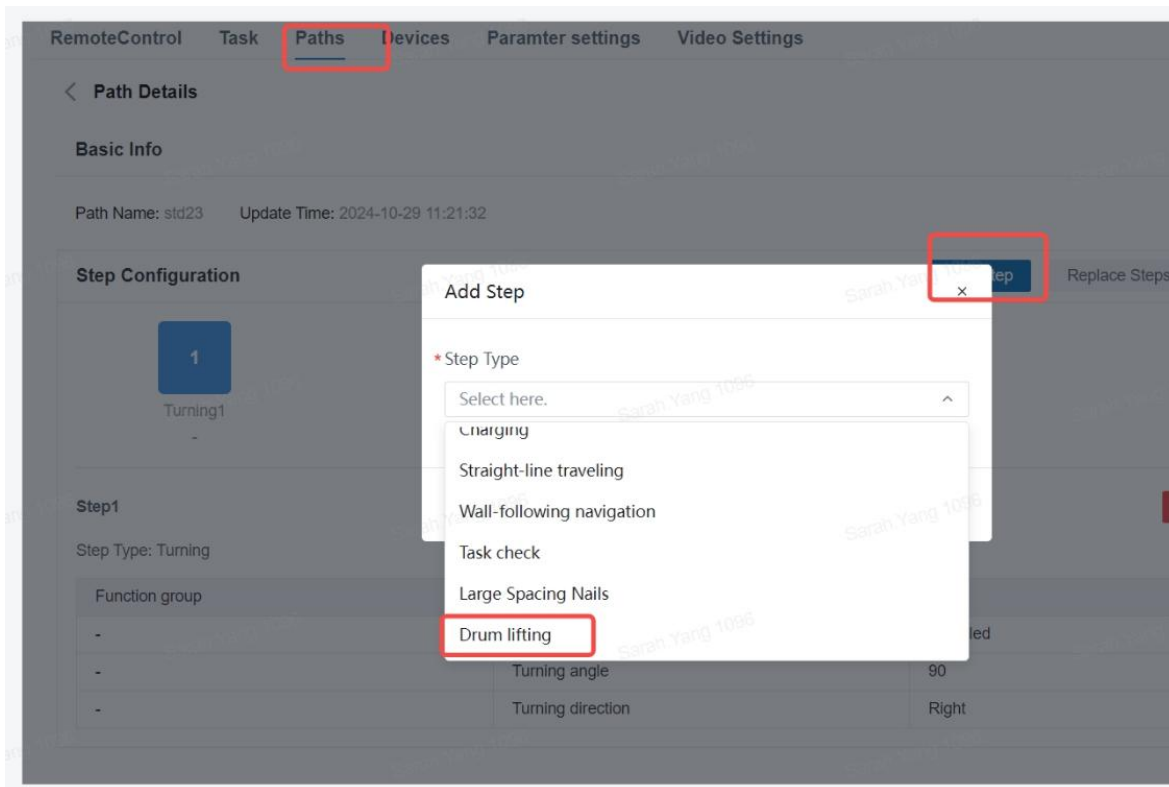 RemoteControl Task Paths Devices Paramter settings Video Settings
Path Details
Basic Info
Path Name: std23 Update Time: 2024-10-29 11:21:32
Step Configuration
Add Step
×
Replace Steps
1
Turning1
-
* Step Type
Select here.
Charging
Straight-line traveling
Wall-following navigation
Task check
Large Spacing Nails
Drum lifting
Step1
Step Type: Turning
Function group
-
- Turning angle 90
- Turning direction Right
Sarah.Yang 1096